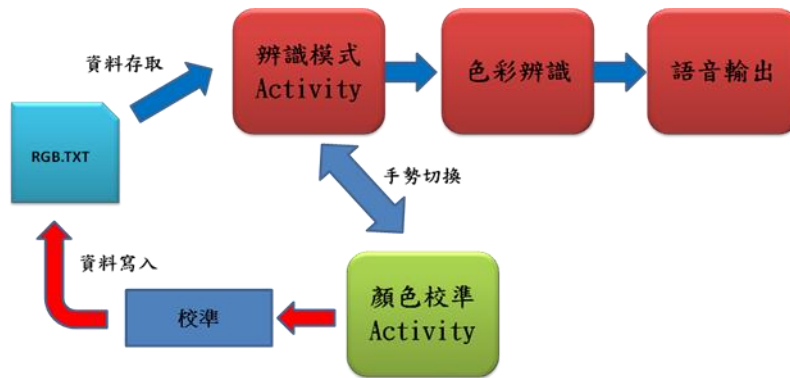 資料存取
辨識模式
Activity
色彩辨識
語音輸出
RGB.TXT
手勢切換
資料寫入
校準
顏色校準
Activity